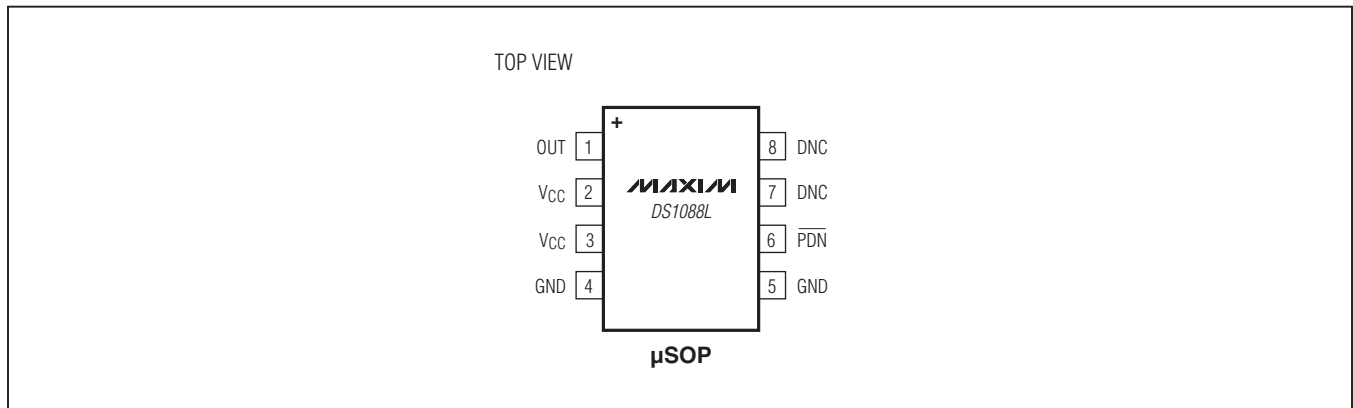 TOP VIEW
+
OUT 1
VCC 2
VCC 3
GND 4
MAXIM
DS1088L
8 DNC
7 DNC
6 P̅D̅N̅
5 GND
µSOP